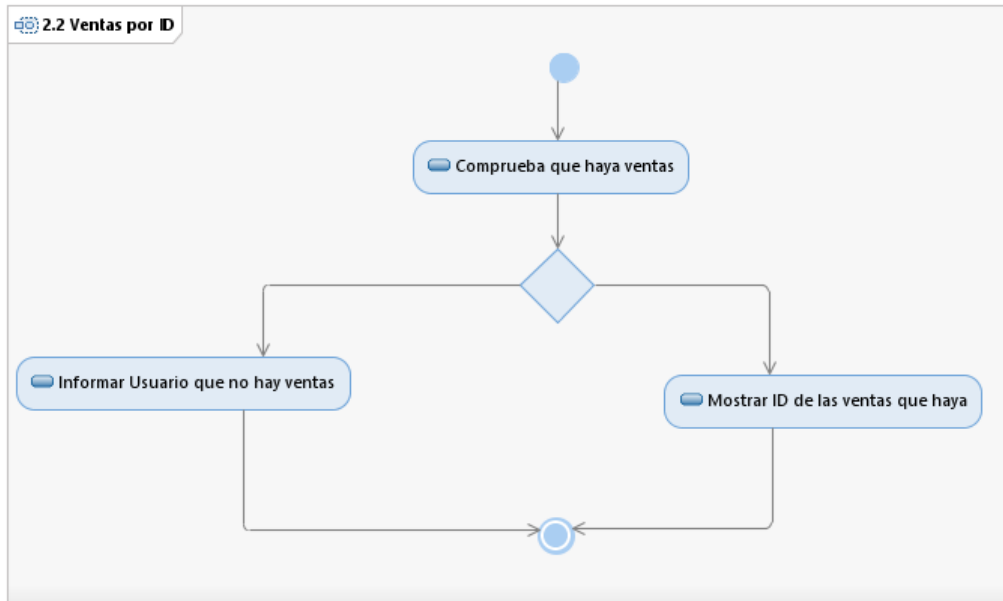 2.2 Ventas por ID
Comprueba que haya ventas
Informar Usuario que no hay ventas
Mostrar ID de las ventas que haya